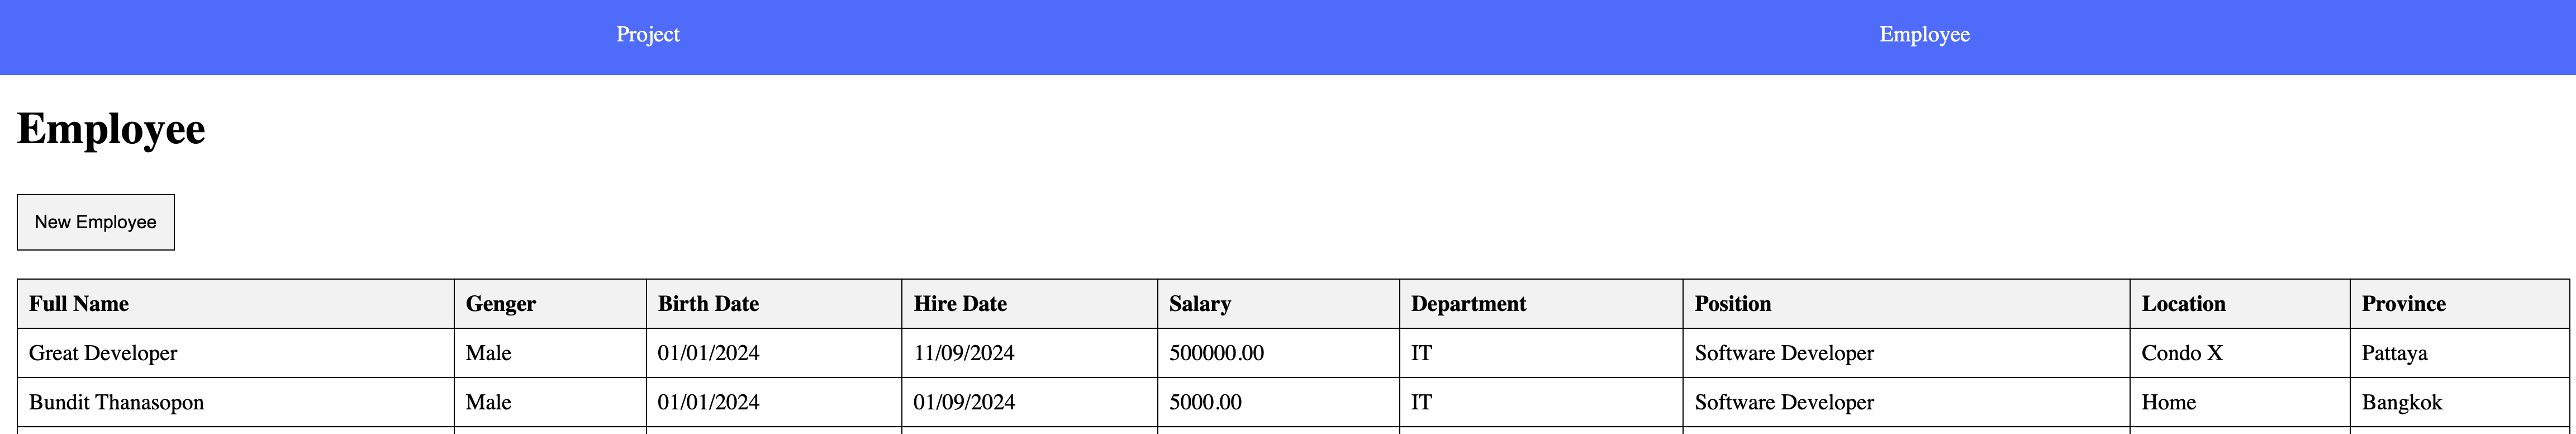 Project Employee
Employee
New Employee
Full Name Genger Birth Date Hire Date Salary Department Position Location Province
Great Developer Male 01/01/2024 11/09/2024 500000.00 IT Software Developer Condo X Pattaya
Bundit Thanasopon Male 01/01/2024 01/09/2024 5000.00 IT Software Developer Home Bangkok